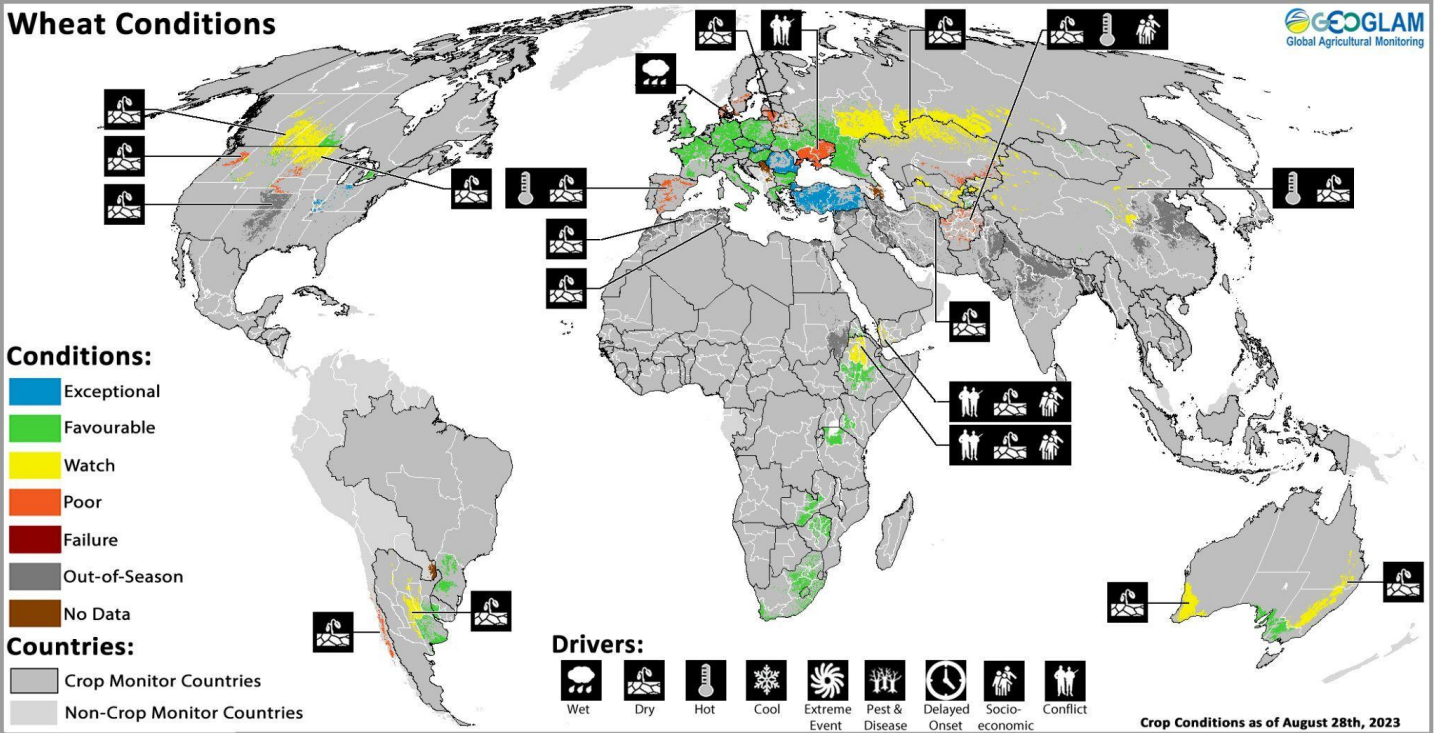 Wheat Conditions
GEOGLAM
Global Agricultural Monitoring
Conditions:
Exceptional
Favourable
Watch
Poor
Failure
Out-of-Season
No Data
Countries:
Crop Monitor Countries
Non-Crop Monitor Countries
Drivers:
Wet
Dry
Hot
Cool
Extreme
Event
Pest &
Disease
Delayed
Onset
Socio-
economic
Conflict
Crop Conditions as of August 28th, 2023